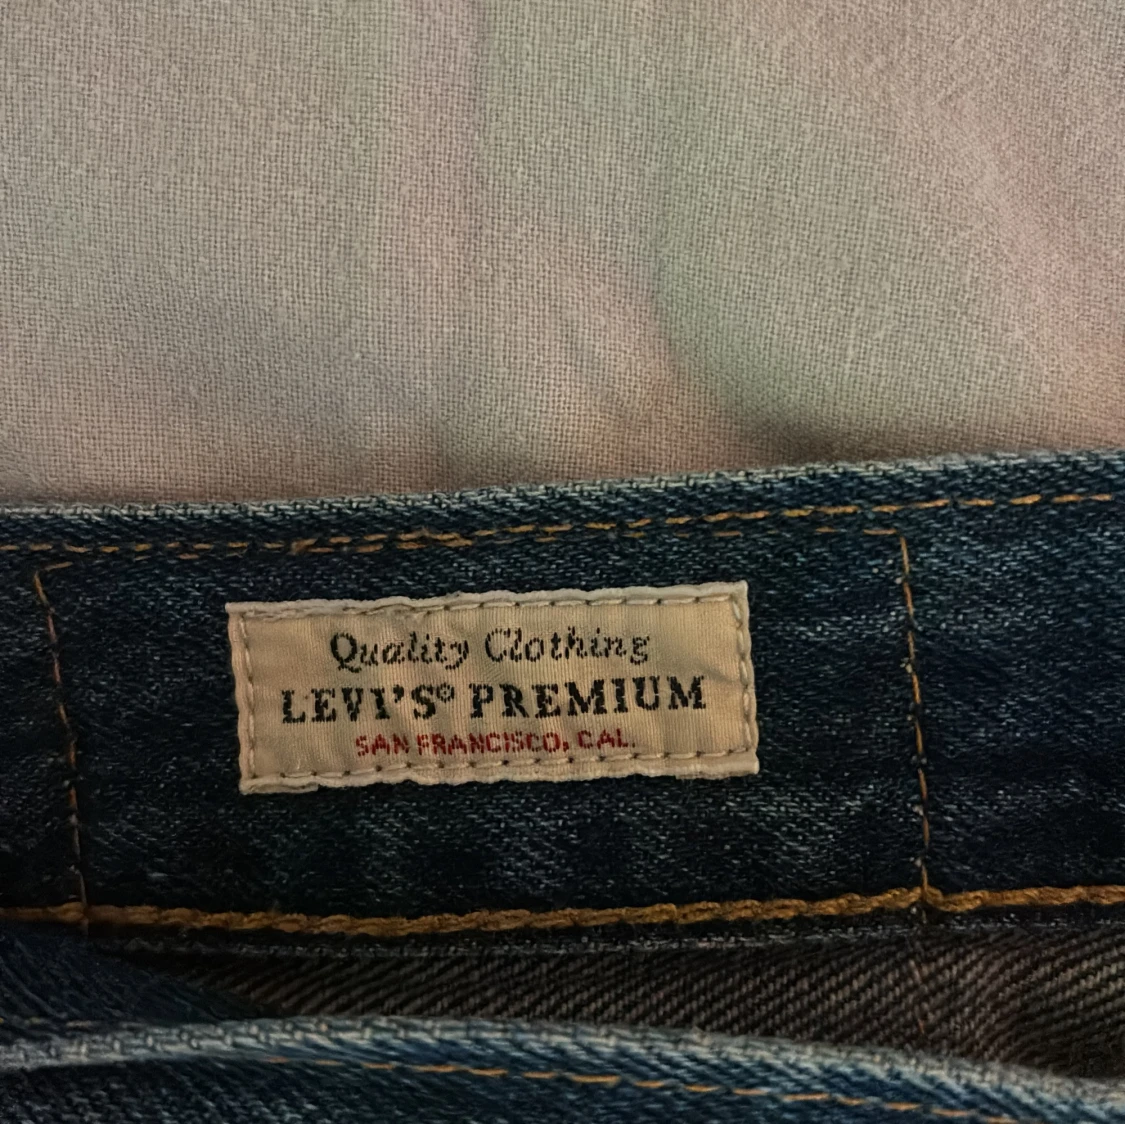 Quality Clothing
LEVI'S® PREMIUM
SAN FRANCISCO, CAL.